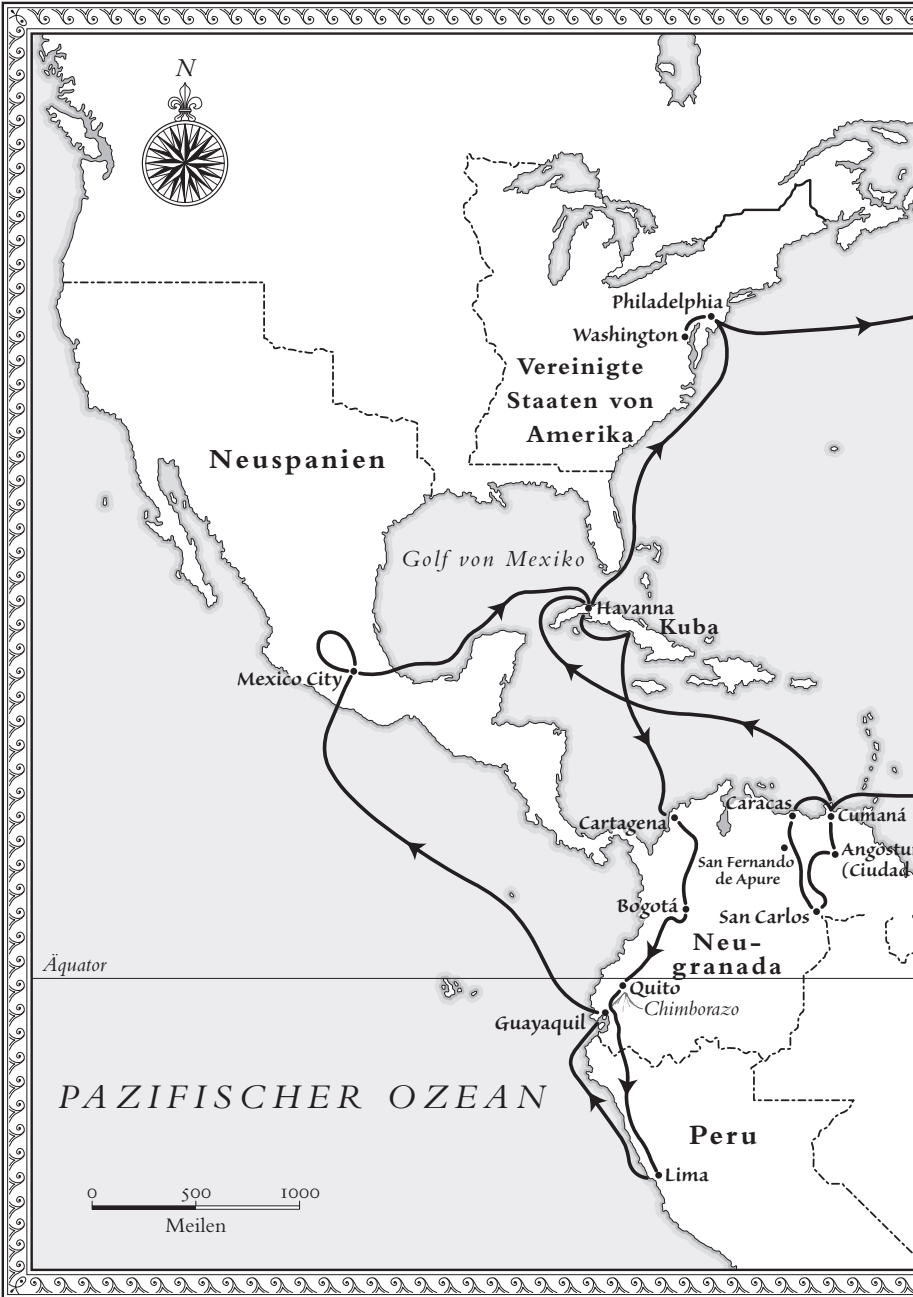 N
Philadelphia
Washington
Vereinigte
Staaten von
Amerika
Neuspanien
Golf von Mexiko
Havanna
Kuba
Mexico City
Caracas
Cumaná
Cartagena
San Fernando
de Apure
Angostur
(Ciudad
Bogotá
San Carlos
Neu-
granada
Äquator
Quito
Chimborazo
Guayaquil
PAZIFISCHER OZEAN
Peru
Lima
0 500 1000
Meilen